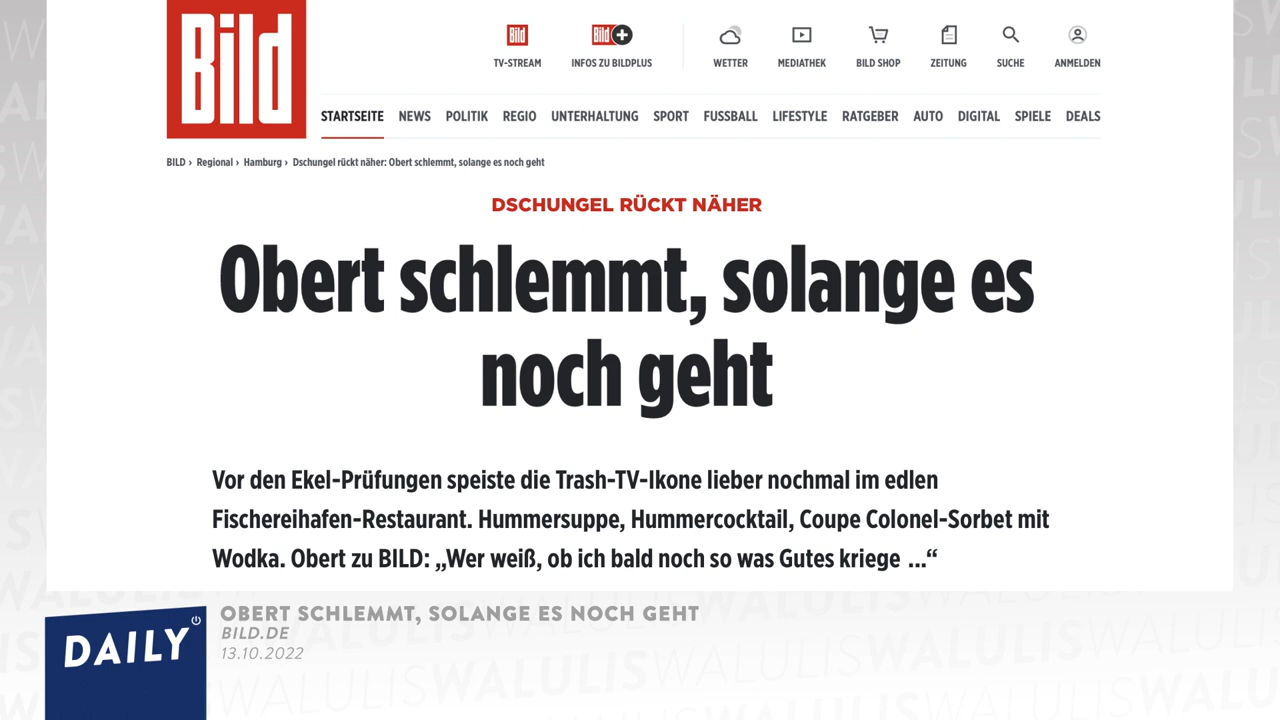 Bild
Bild
Bild+
TV-STREAM
INFOS ZU BILDPLUS
WETTER
MEDIATHEK
BILD SHOP
ZEITUNG
SUCHE
ANMELDEN
STARTSEITE NEWS POLITIK REGIO UNTERHALTUNG SPORT FUSSBALL LIFESTYLE RATGEBER AUTO DIGITAL SPIELE DEALS
BILD › Regional › Hamburg › Dschungel rückt näher: Obert schlemmt, solange es noch geht
DSCHUNGEL RÜCKT NÄHER
Obert schlemmt, solange es
noch geht
Vor den Ekel-Prüfungen speiste die Trash-TV-Ikone lieber nochmal im edlen
Fischereihafen-Restaurant. Hummersuppe, Hummercocktail, Coupe Colonel-Sorbet mit
Wodka. Obert zu BILD: „Wer weiß, ob ich bald noch so was Gutes kriege ...“
DAILY
OBERT SCHLEMMT, SOLANGE ES NOCH GEHT
BILD.DE
13.10.2022
WALULISWALULISWALULIS